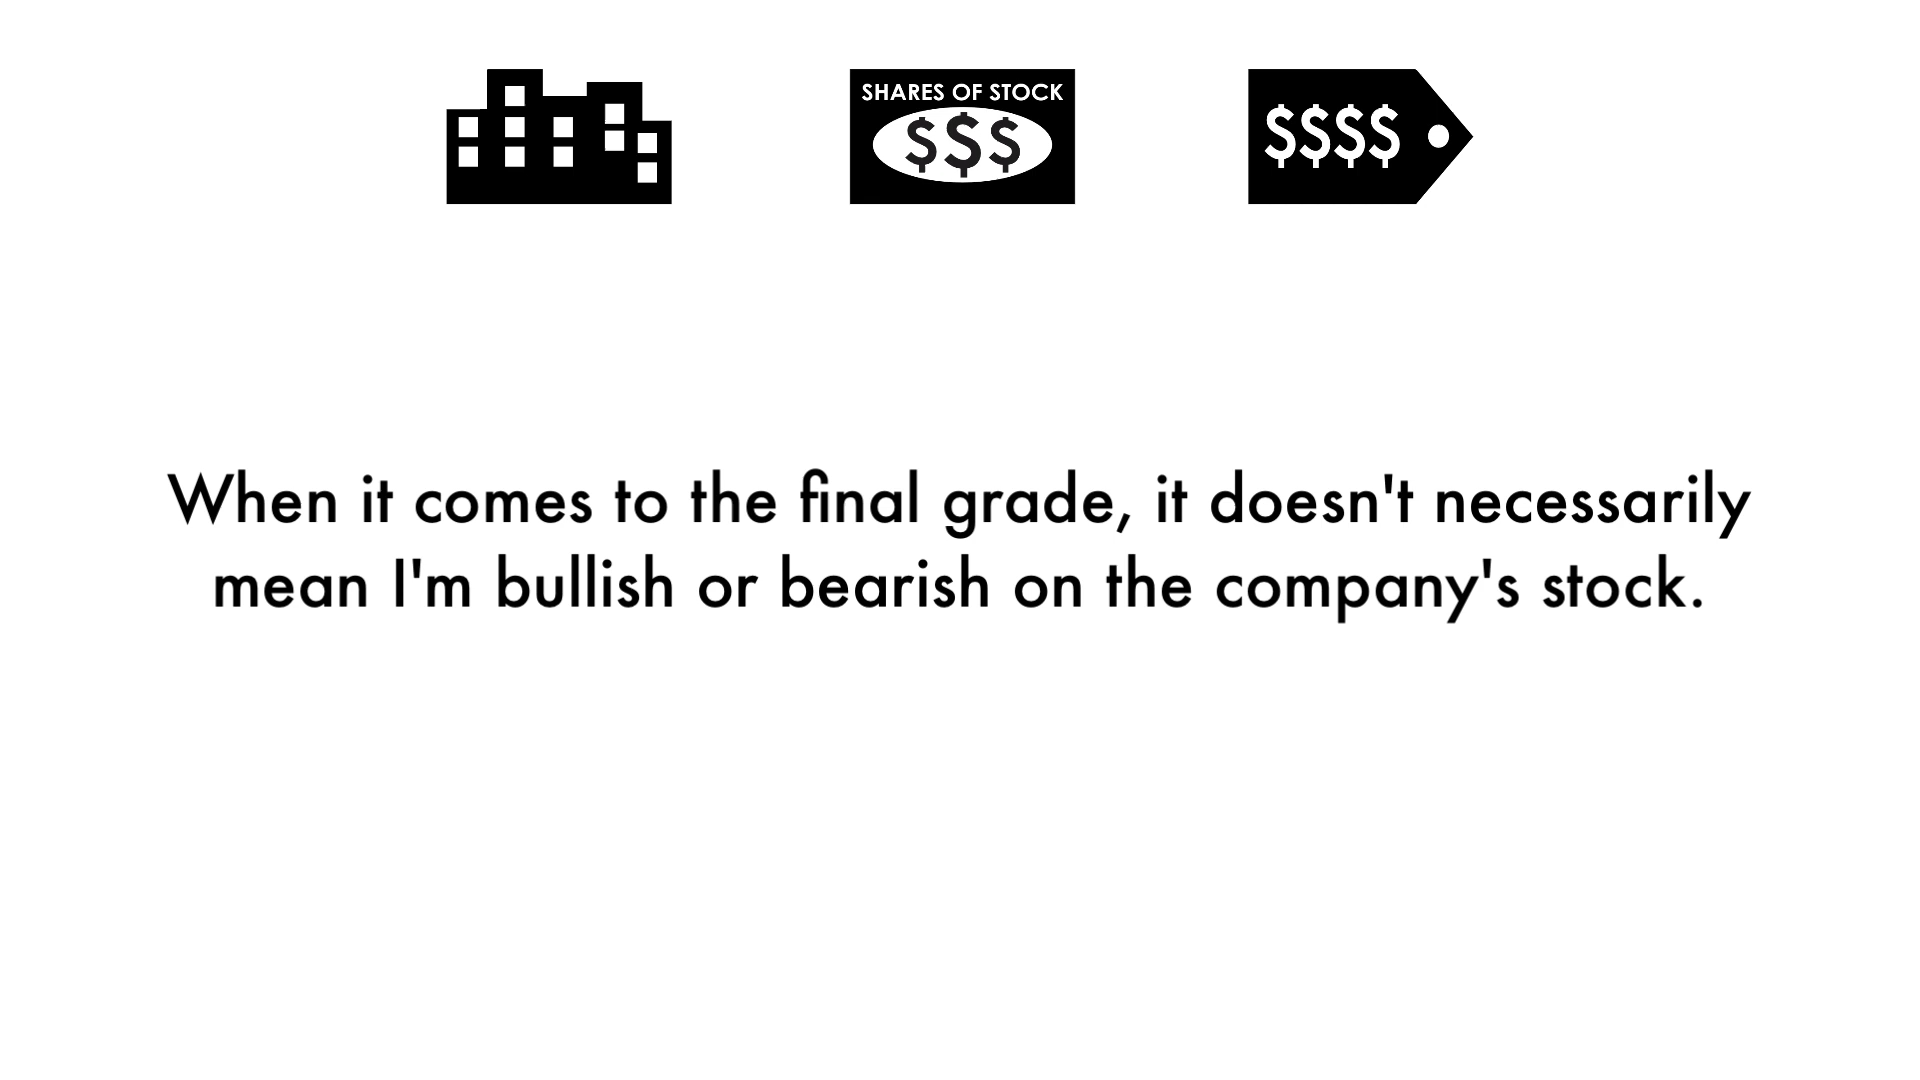 SHARES OF STOCK
$$$
$$$$
When it comes to the final grade, it doesn't necessarily
mean I'm bullish or bearish on the company's stock.